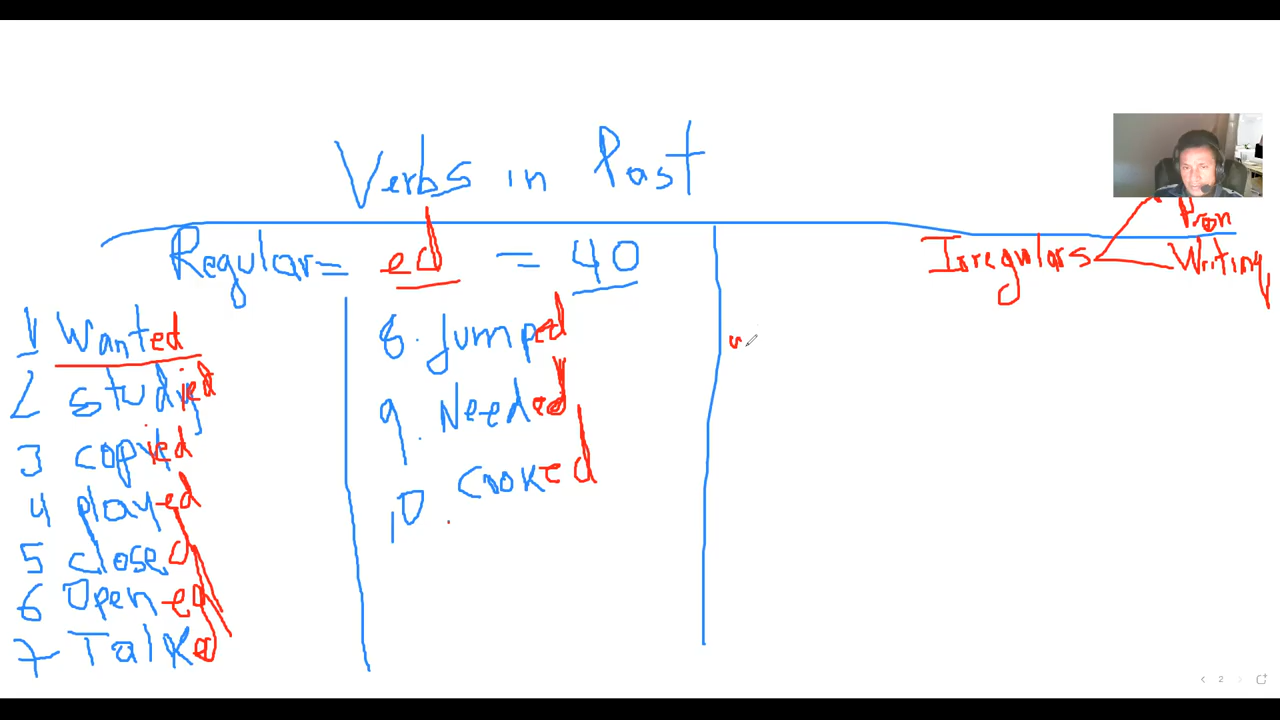 Verbs in Past
Regular = ed = 40
1 Wanted
2 studied
3 copied
4 played
5 closed
6 Opened
7 Talked
8. Jumped
9. Needed
10. cooked
Irregulars
Pron
Writing
2